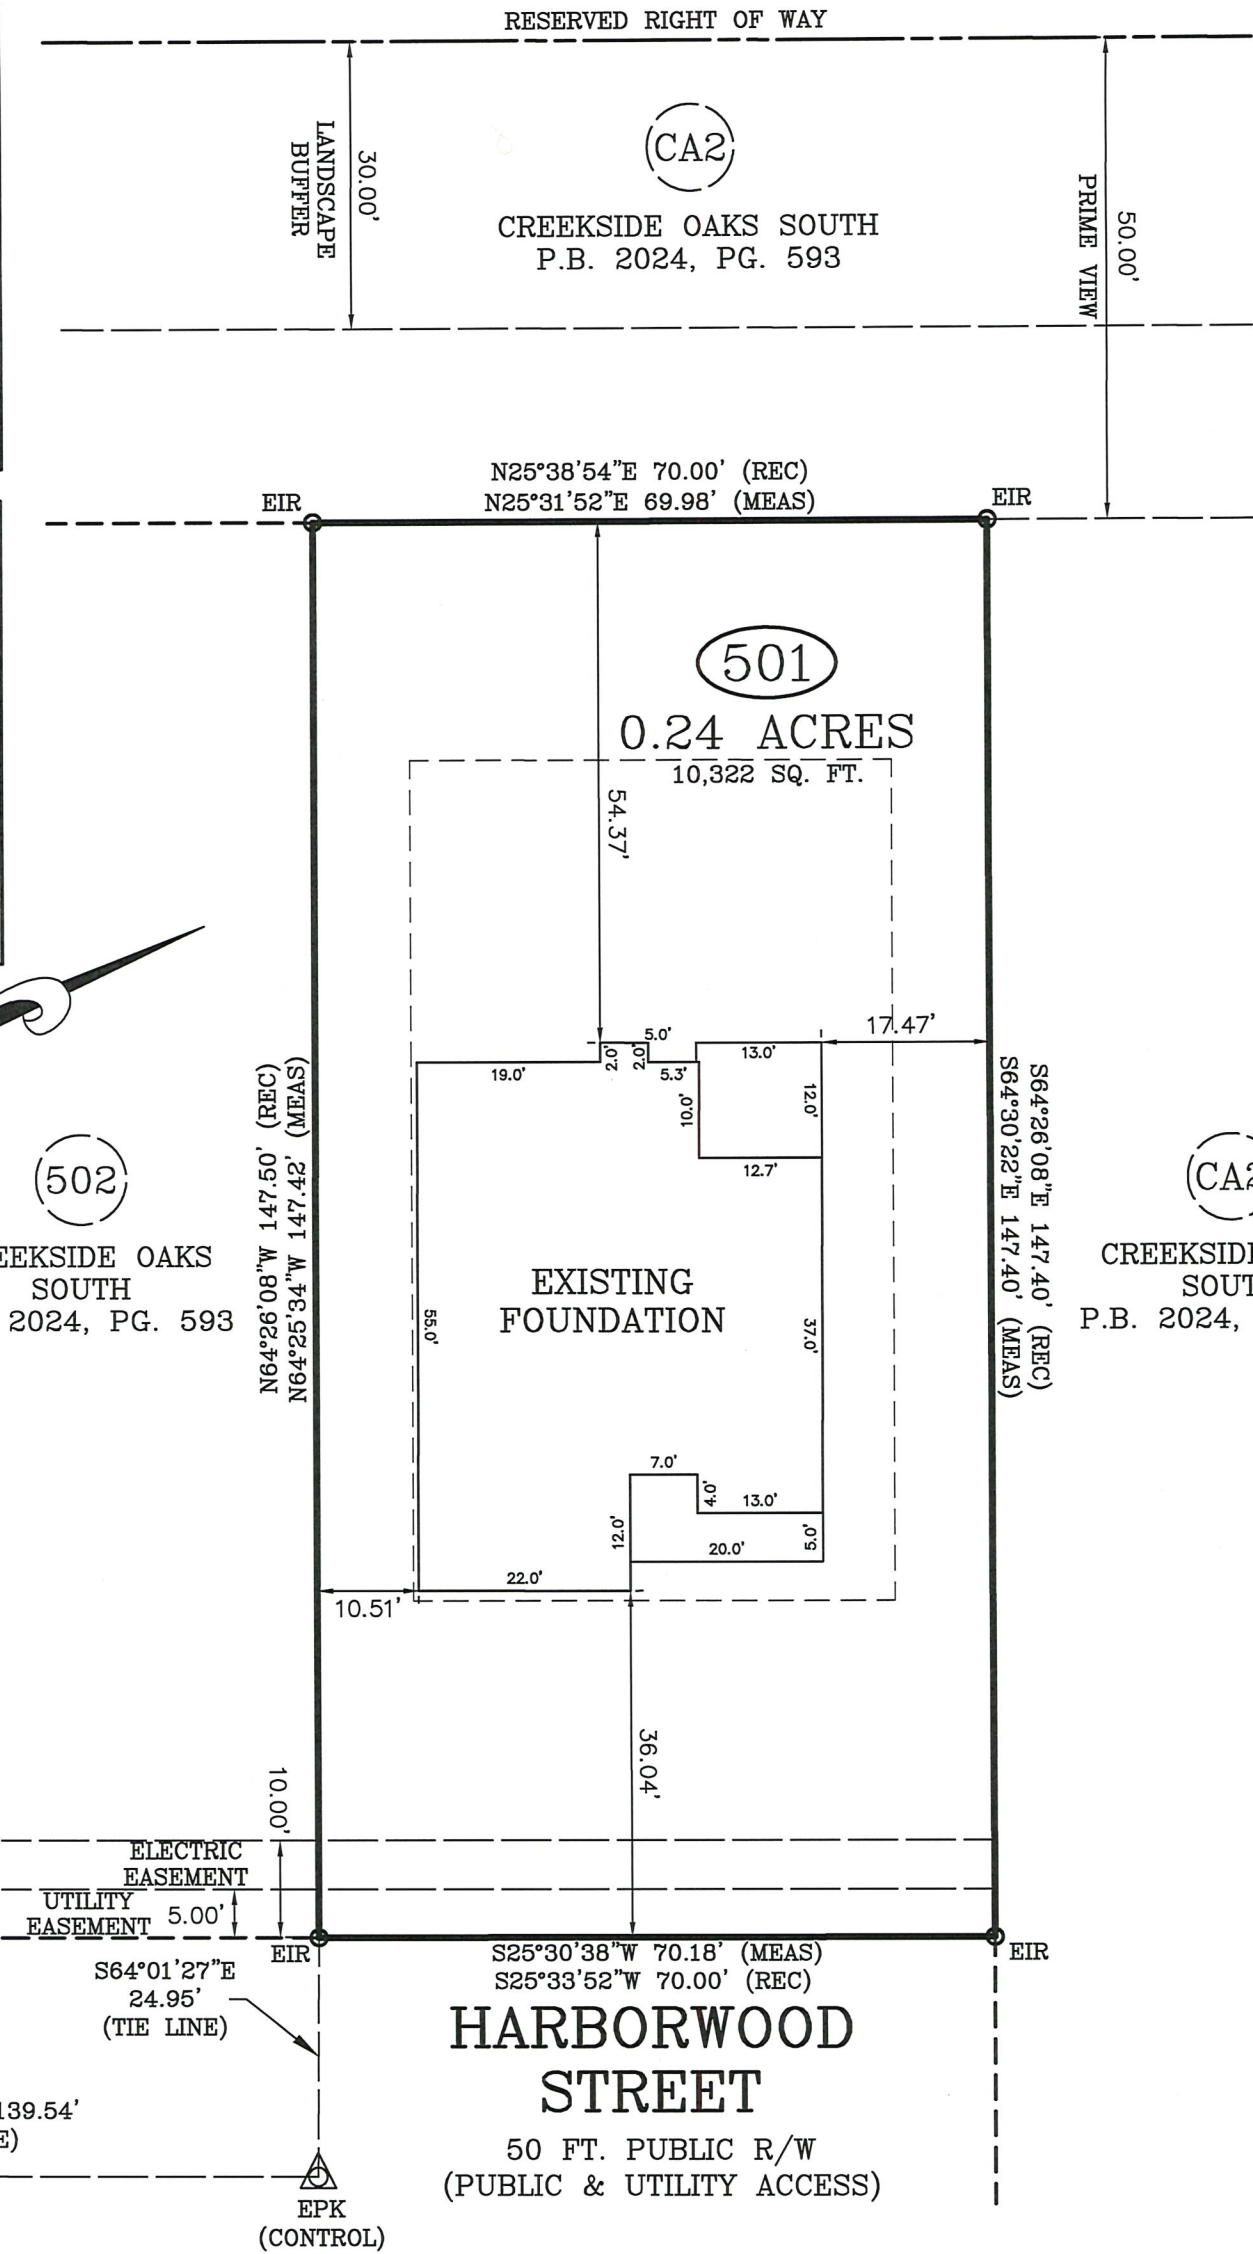 RESERVED RIGHT OF WAY
LANDSCAPE
BUFFER
30.00'
CA2
CREEKSIDE OAKS SOUTH
P.B. 2024, PG. 593
PRIME VIEW
50.00'
N25°38'54"E 70.00' (REC)
N25°31'52"E 69.98' (MEAS)
EIR
EIR
501
0.24 ACRES
10,322 SQ. FT.
54.37'
17.47'
5.0'
2.0'
2.0'
19.0'
5.3'
13.0'
10.0'
12.0'
12.7'
N64°26'08"W 147.50' (REC)
N64°25'34"W 147.42' (MEAS)
S64°26'08"E 147.40' (REC)
S64°30'22"E 147.40' (MEAS)
502
OAKS
SOUTH
2024, PG. 593
CA2
SOUT
P.B. 2024,
EXISTING
FOUNDATION
55.0'
37.0'
7.0'
4.0'
13.0'
12.0'
20.0'
5.0'
22.0'
10.51'
36.04'
10.00'
ELECTRIC
EASEMENT
UTILITY
EASEMENT 5.00'
EIR
EIR
S25°30'38"W 70.18' (MEAS)
S25°33'52"W 70.00' (REC)
S64°01'27"E
24.95'
(TIE LINE)
HARBORWOOD
STREET
50 FT. PUBLIC R/W
(PUBLIC & UTILITY ACCESS)
139.54'
E)
EPK
(CONTROL)